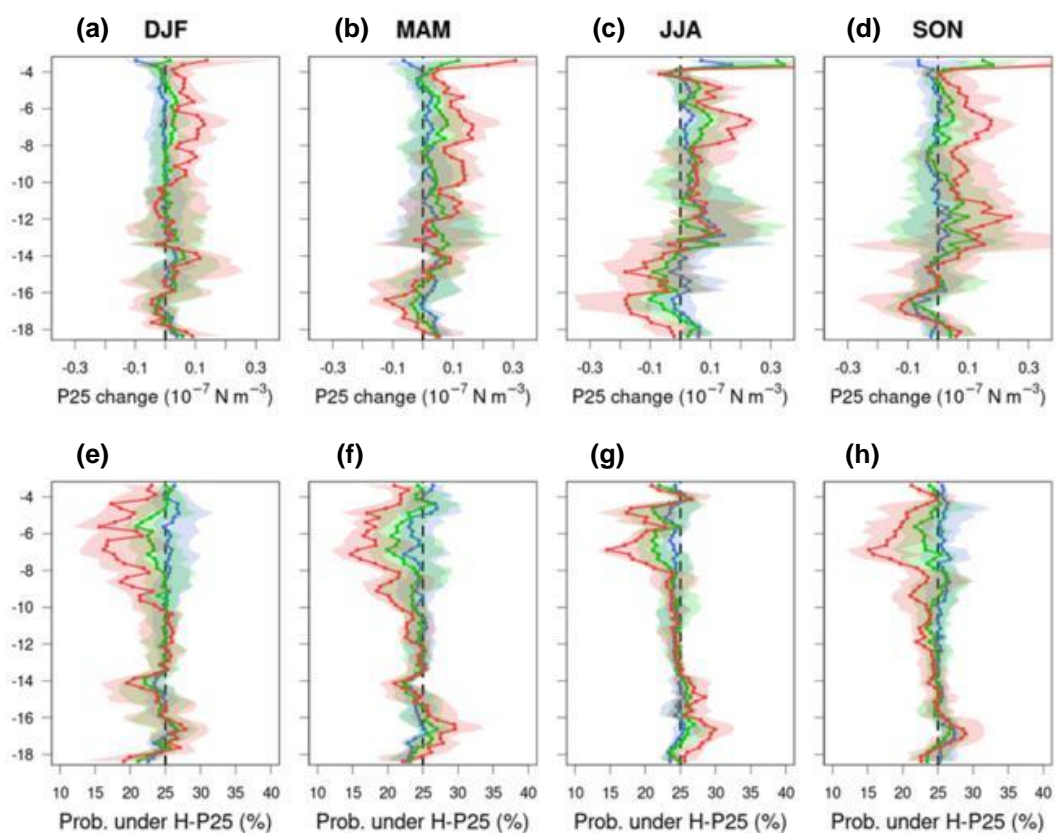 (a) DJF (b) MAM (c) JJA (d) SON
-4
-6
-8
-10
-12
-14
-16
-18
-0.3 -0.1 0.1 0.3 -0.3 -0.1 0.1 0.3 -0.3 -0.1 0.1 0.3 -0.3 -0.1 0.1 0.3
P25 change (10⁻⁷ N m⁻³) P25 change (10⁻⁷ N m⁻³) P25 change (10⁻⁷ N m⁻³) P25 change (10⁻⁷ N m⁻³)
(e) (f) (g) (h)
-4
-6
-8
-10
-12
-14
-16
-18
10 15 20 25 30 35 40 10 15 20 25 30 35 40 10 15 20 25 30 35 40 10 15 20 25 30 35 40
Prob. under H-P25 (%) Prob. under H-P25 (%) Prob. under H-P25 (%) Prob. under H-P25 (%)